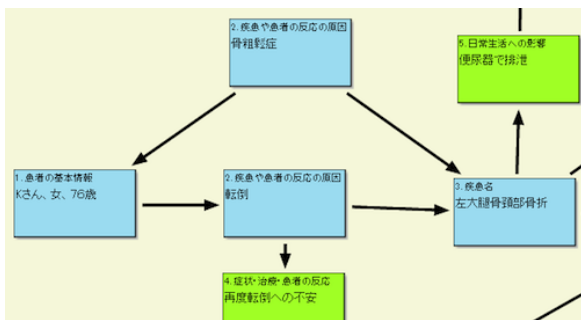 2.疾患や患者の反応の原因
骨粗鬆症
5.日常生活への影響
便尿器で排泄
1.患者の基本情報
Kさん、女、76歳
2.疾患や患者の反応の原因
転倒
3.疾患名
左大腿骨頚部骨折
4.症状・治療・患者の反応
再度転倒への不安